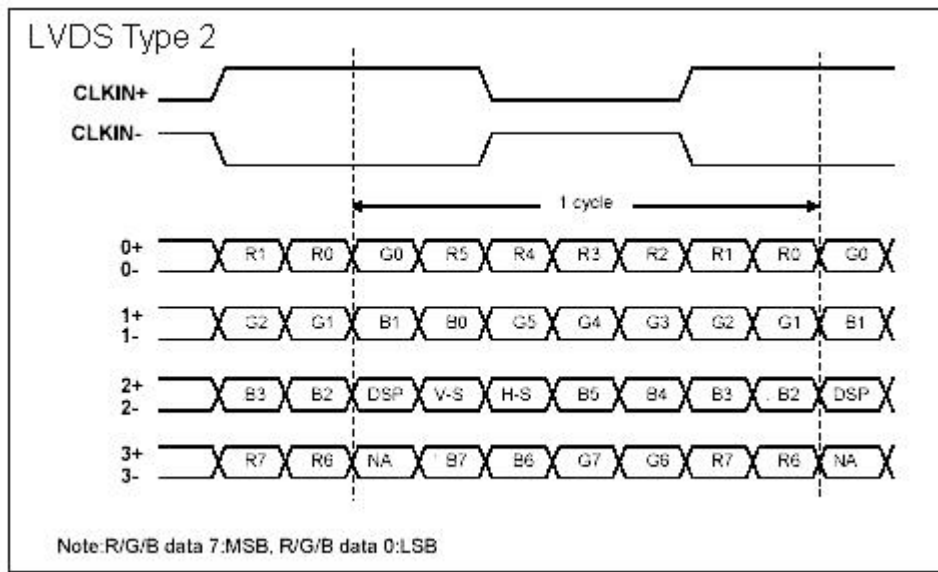 LVDS Type 2
CLKIN+
CLKIN-
1 cycle
0+ R1 R0 G0 R5 R4 R3 R2 R1 R0 G0
0-
1+ G2 G1 B1 B0 G5 G4 G3 G2 G1 B1
1-
2+ B3 B2 DSP V-S H-S B5 B4 B3 B2 DSP
2-
3+ R7 R6 NA B7 B6 G7 G6 R7 R6 NA
3-
Note:R/G/B data 7:MSB, R/G/B data 0:LSB